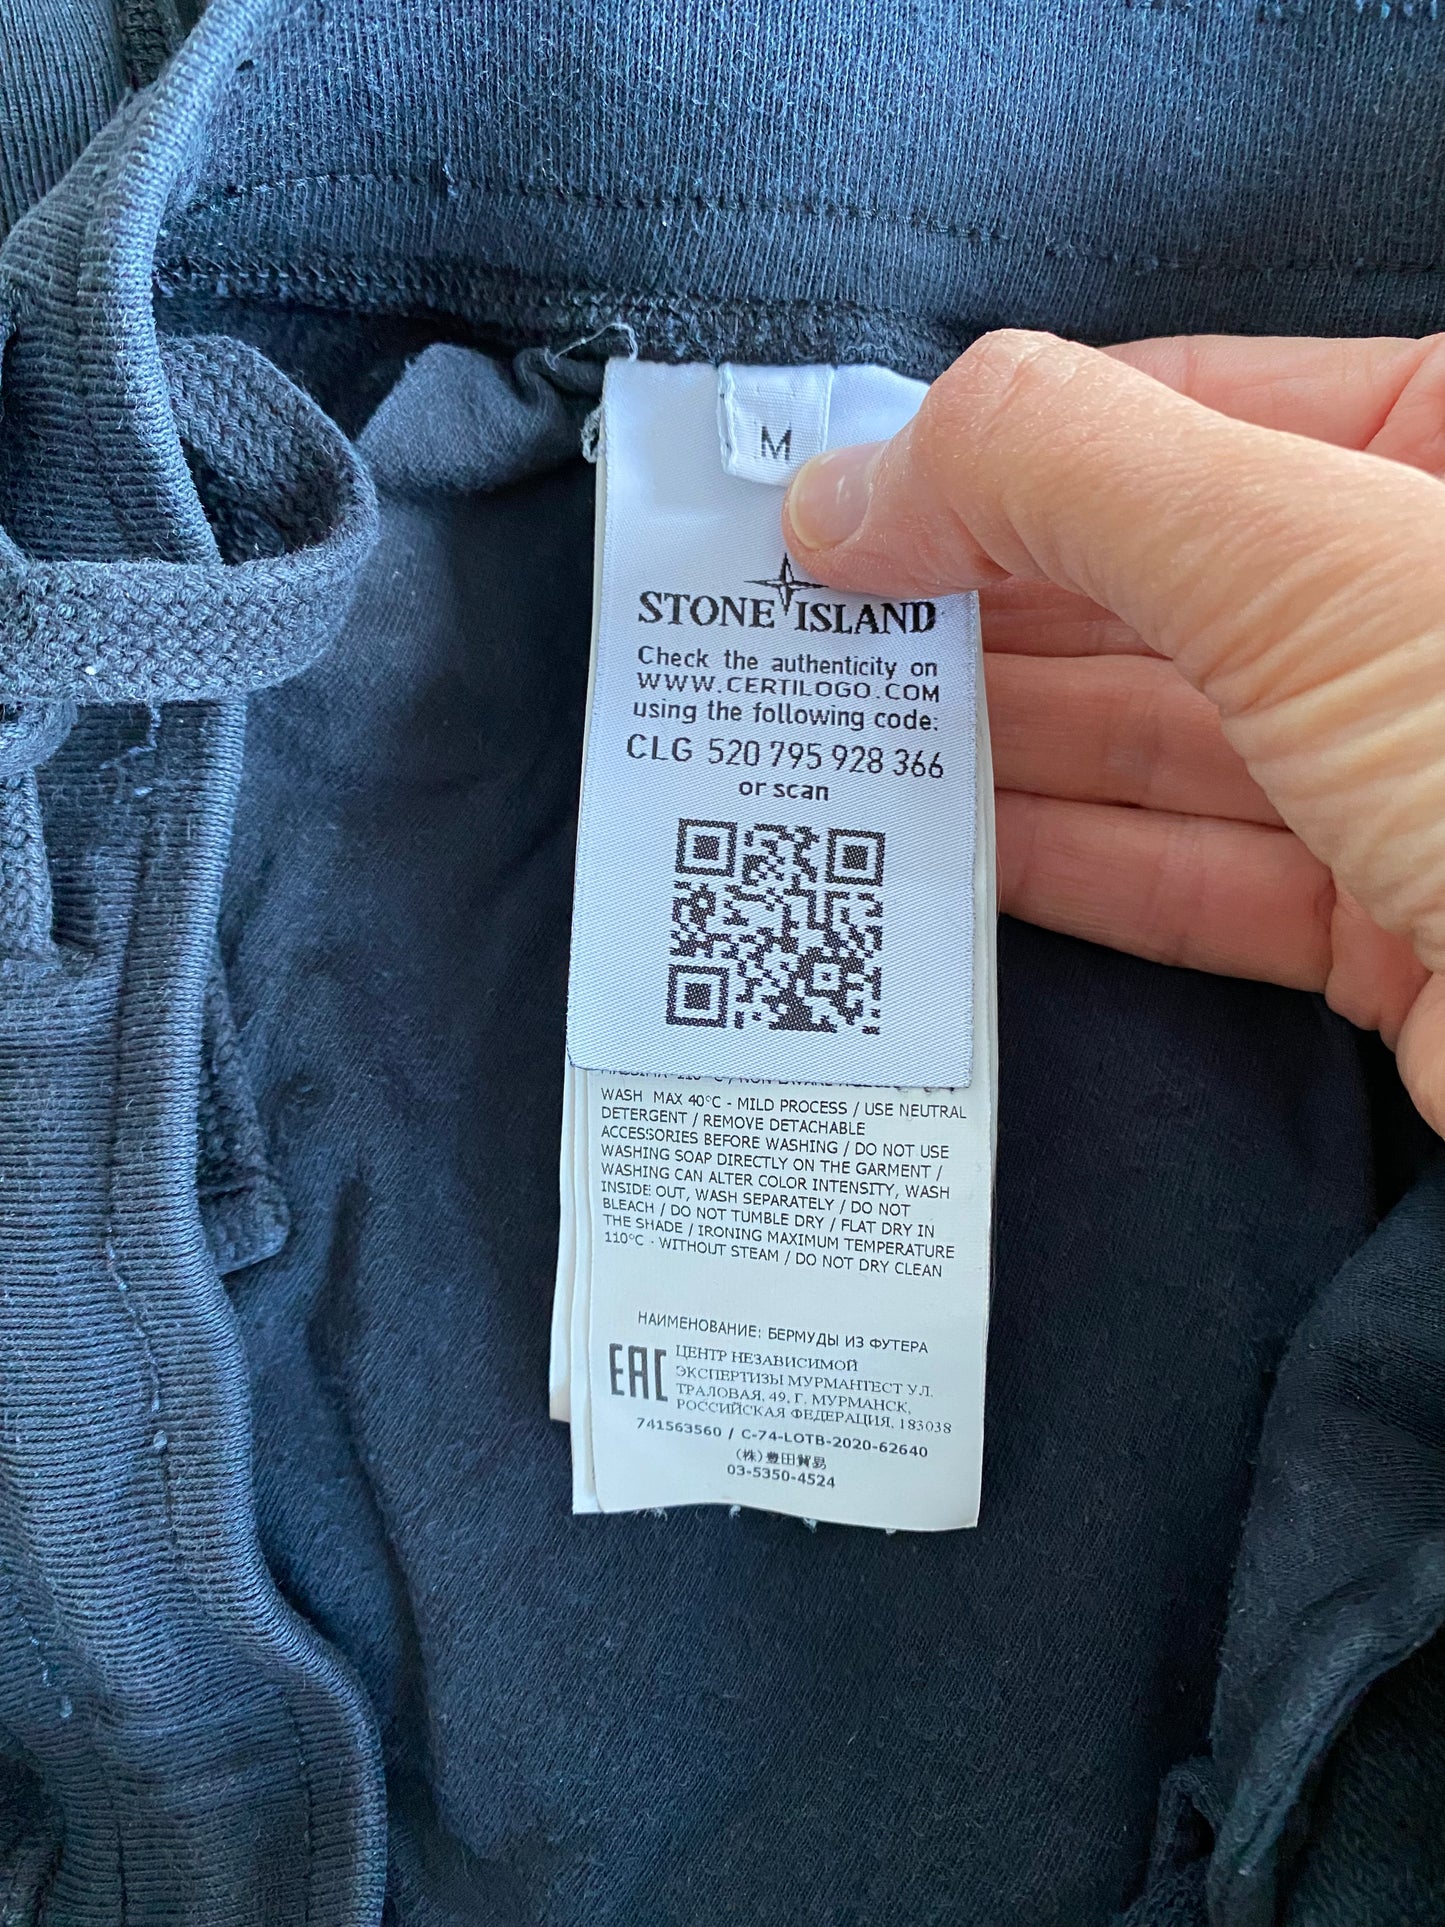 M
STONE ISLAND
Check the authenticity on
WWW.CERTILOGO.COM
using the following code:
CLG 520 795 928 366
or scan
WASH MAX 40°C - MILD PROCESS / USE NEUTRAL
DETERGENT / REMOVE DETACHABLE
ACCESSORIES BEFORE WASHING / DO NOT USE
WASHING SOAP DIRECTLY ON THE GARMENT /
WASHING CAN ALTER COLOR INTENSITY, WASH
INSIDE OUT, WASH SEPARATELY / DO NOT
BLEACH / DO NOT TUMBLE DRY / FLAT DRY IN
THE SHADE / IRONING MAXIMUM TEMPERATURE
110°C - WITHOUT STEAM / DO NOT DRY CLEAN
НАИМЕНОВАНИЕ: БЕРМУДЫ ИЗ ФУТЕРА
EAC
ЦЕНТР НЕЗАВИСИМОЙ
ЭКСПЕРТИЗЫ МУРМАНТЕСТ УЛ.
ТРАЛОВАЯ, 49, Г. МУРМАНСК,
РОССИЙСКАЯ ФЕДЕРАЦИЯ, 183038
741563560 / C-74-LOTB-2020-62640
(株)豊田貿易
03-5350-4524